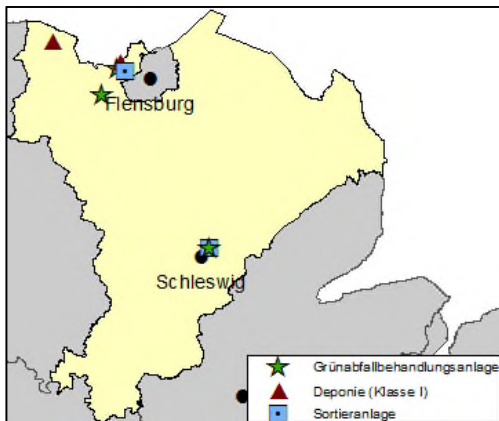 Flensburg
Schleswig
Grünabfallbehandlungsanlage
Deponie (Klasse I)
Sortieranlage